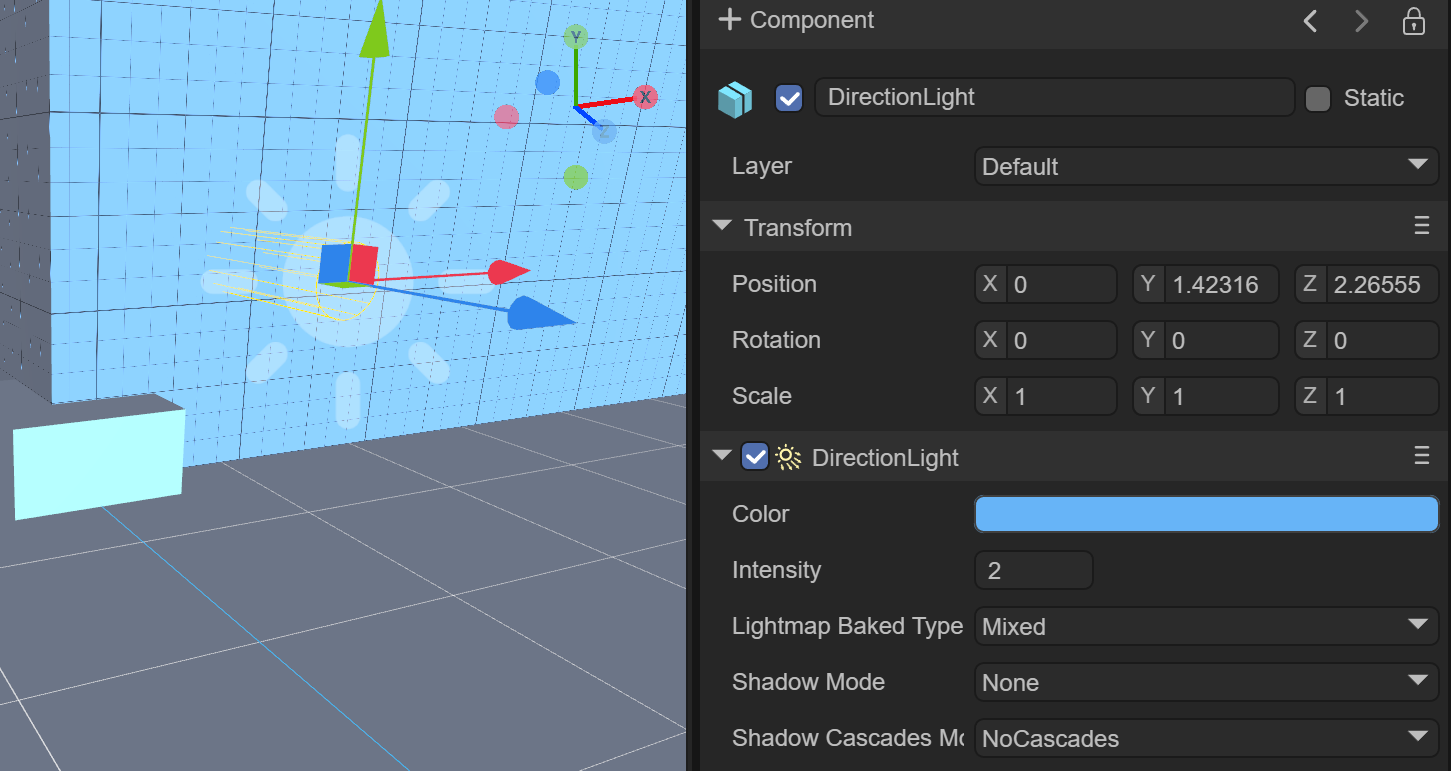 Component
DirectionLight
Static
Layer
Default
Transform
Position
X 0
Y 1.42316
Z 2.26555
Rotation
X 0
Y 0
Z 0
Scale
X 1
Y 1
Z 1
DirectionLight
Color
Intensity
2
Lightmap Baked Type
Mixed
Shadow Mode
None
Shadow Cascades Mo
NoCascades
Y
X
Z